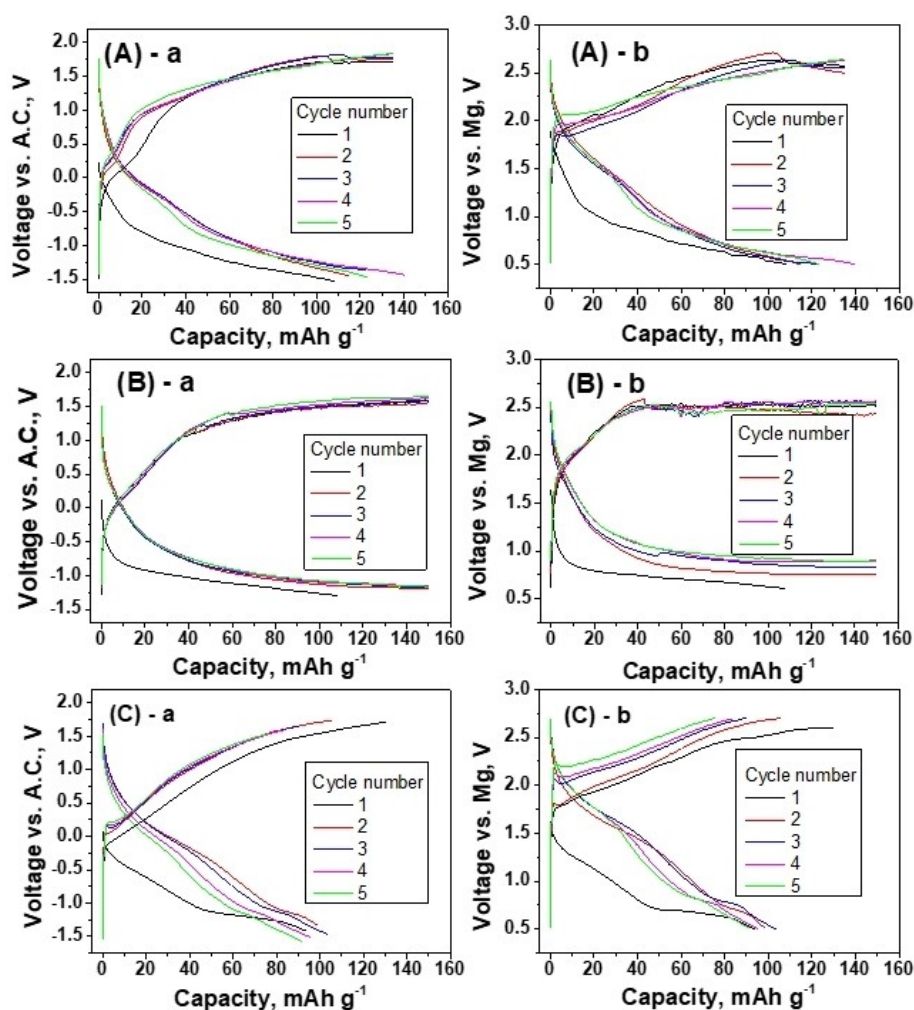 (A) - a
Voltage vs. A.C., V
2.0
1.5
1.0
0.5
0.0
-0.5
-1.0
-1.5
Cycle number
1
2
3
4
5
0 20 40 60 80 100 120 140 160
Capacity, mAh g⁻¹
(A) - b
Voltage vs. Mg, V
3.0
2.5
2.0
1.5
1.0
0.5
Cycle number
1
2
3
4
5
0 20 40 60 80 100 120 140 160
Capacity, mAh g⁻¹
(B) - a
Voltage vs. A.C., V
2.0
1.5
1.0
0.5
0.0
-0.5
-1.0
-1.5
Cycle number
1
2
3
4
5
0 20 40 60 80 100 120 140 160
Capacity, mAh g⁻¹
(B) - b
Voltage vs. Mg, V
3.0
2.5
2.0
1.5
1.0
0.5
Cycle number
1
2
3
4
5
0 20 40 60 80 100 120 140 160
Capacity, mAh g⁻¹
(C) - a
Voltage vs. A.C., V
2.0
1.5
1.0
0.5
0.0
-0.5
-1.0
-1.5
Cycle number
1
2
3
4
5
0 20 40 60 80 100 120 140 160
Capacity, mAh g⁻¹
(C) - b
Voltage vs. Mg, V
3.0
2.5
2.0
1.5
1.0
0.5
Cycle number
1
2
3
4
5
0 20 40 60 80 100 120 140 160
Capacity, mAh g⁻¹